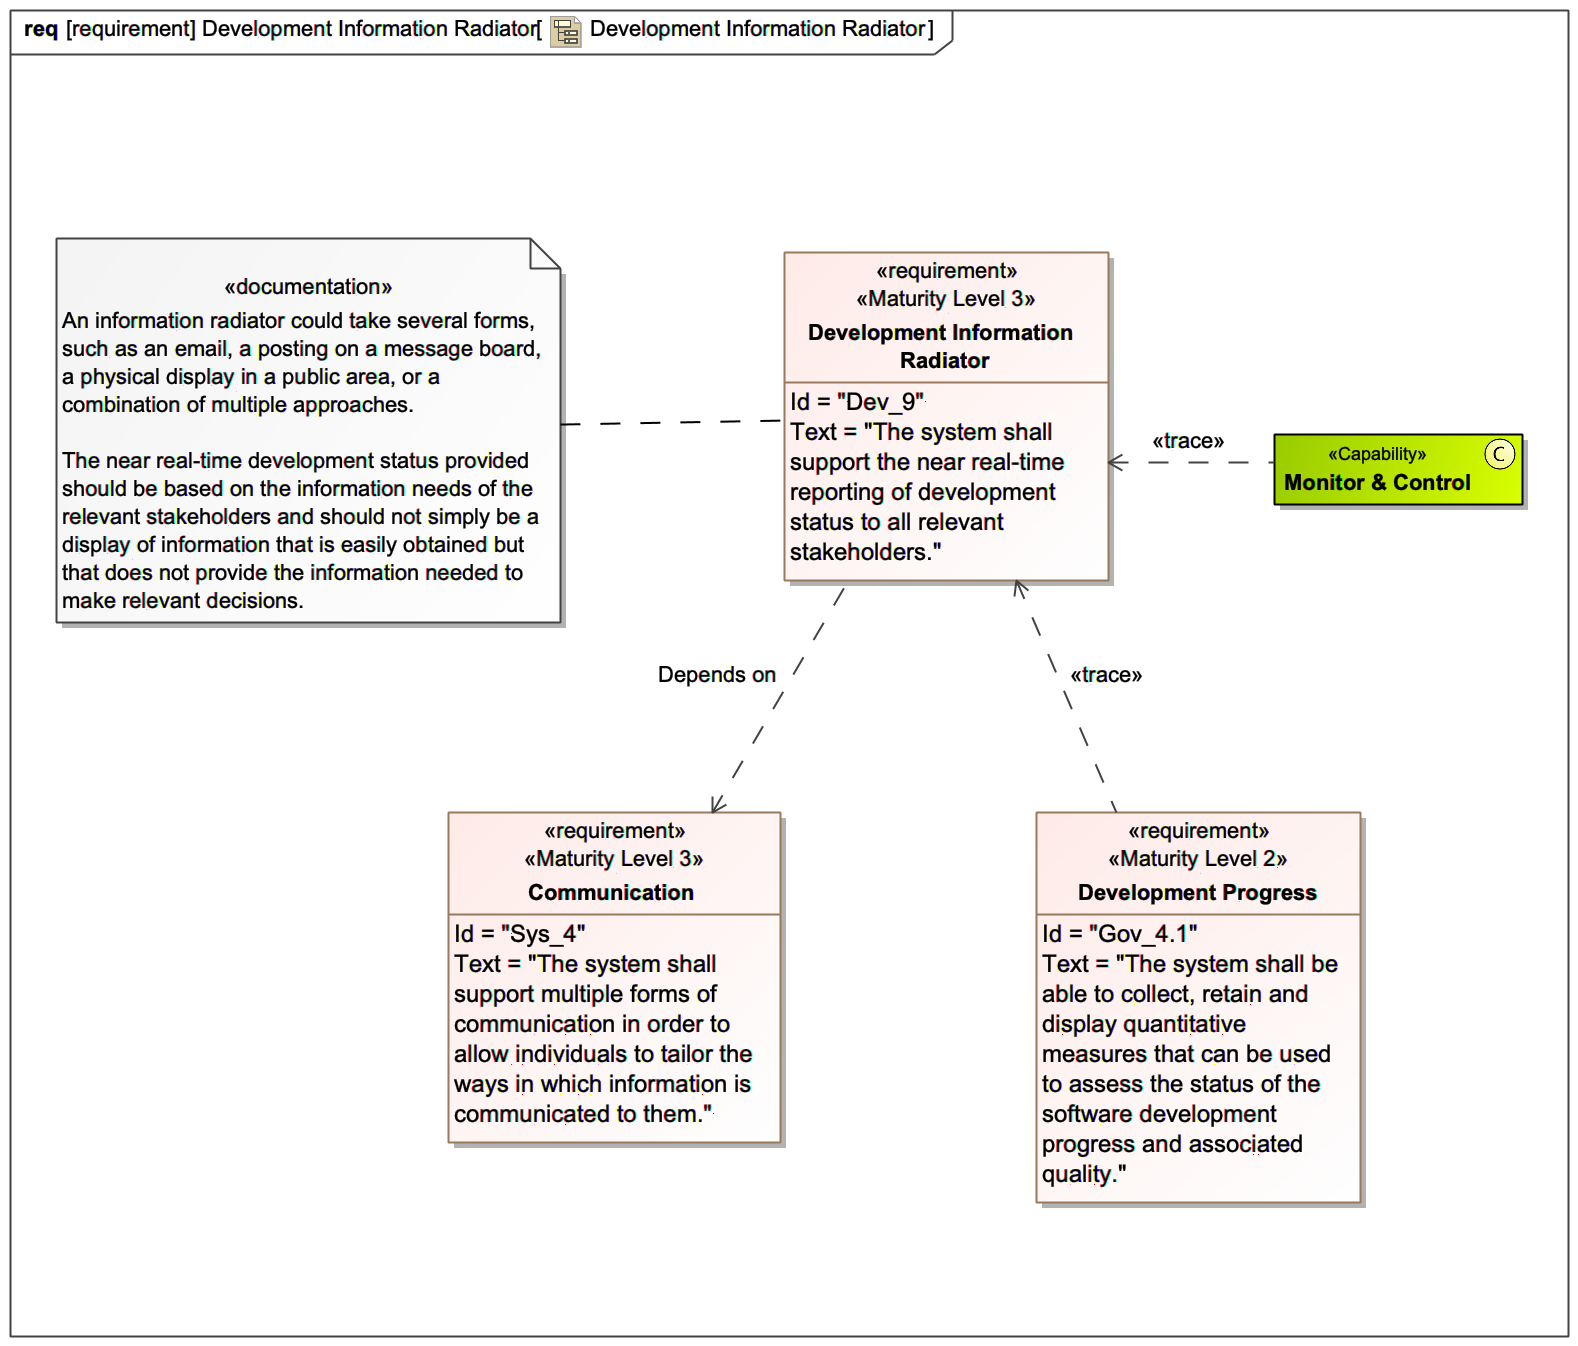 req [requirement] Development Information Radiator[ Development Information Radiator]
«documentation»
An information radiator could take several forms,
such as an email, a posting on a message board,
a physical display in a public area, or a
combination of multiple approaches.
The near real-time development status provided
should be based on the information needs of the
relevant stakeholders and should not simply be a
display of information that is easily obtained but
that does not provide the information needed to
make relevant decisions.
«requirement»
«Maturity Level 3»
Development Information
Radiator
Id = "Dev_9"
Text = "The system shall
support the near real-time
reporting of development
status to all relevant
stakeholders."
«trace»
«Capability»
C
Monitor & Control
Depends on
«trace»
«requirement»
«Maturity Level 3»
Communication
Id = "Sys_4"
Text = "The system shall
support multiple forms of
communication in order to
allow individuals to tailor the
ways in which information is
communicated to them."
«requirement»
«Maturity Level 2»
Development Progress
Id = "Gov_4.1"
Text = "The system shall be
able to collect, retain and
display quantitative
measures that can be used
to assess the status of the
software development
progress and associated
quality."